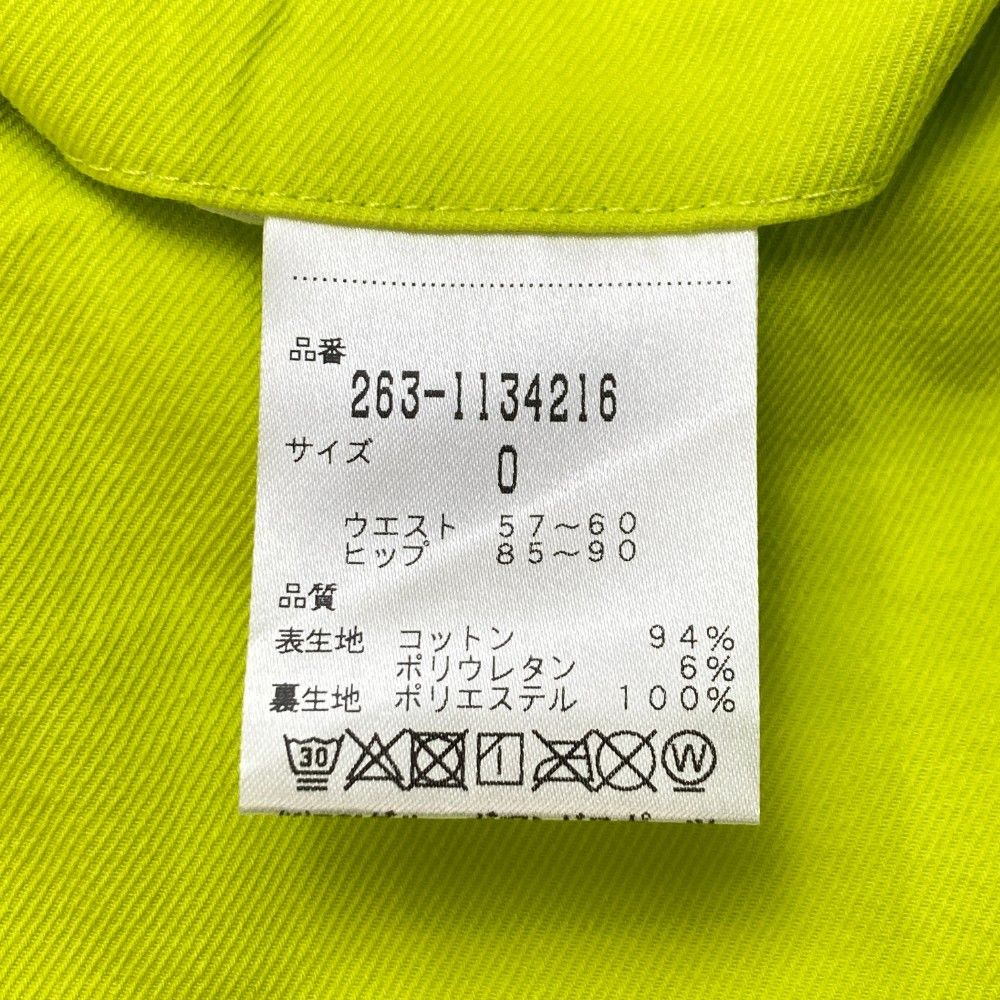 品番
263-1134216
サイズ 0
ウエスト 57～60
ヒップ 85～90
品質
表生地 コットン 94%
ポリウレタン 6%
裏生地 ポリエステル 100%
30 W